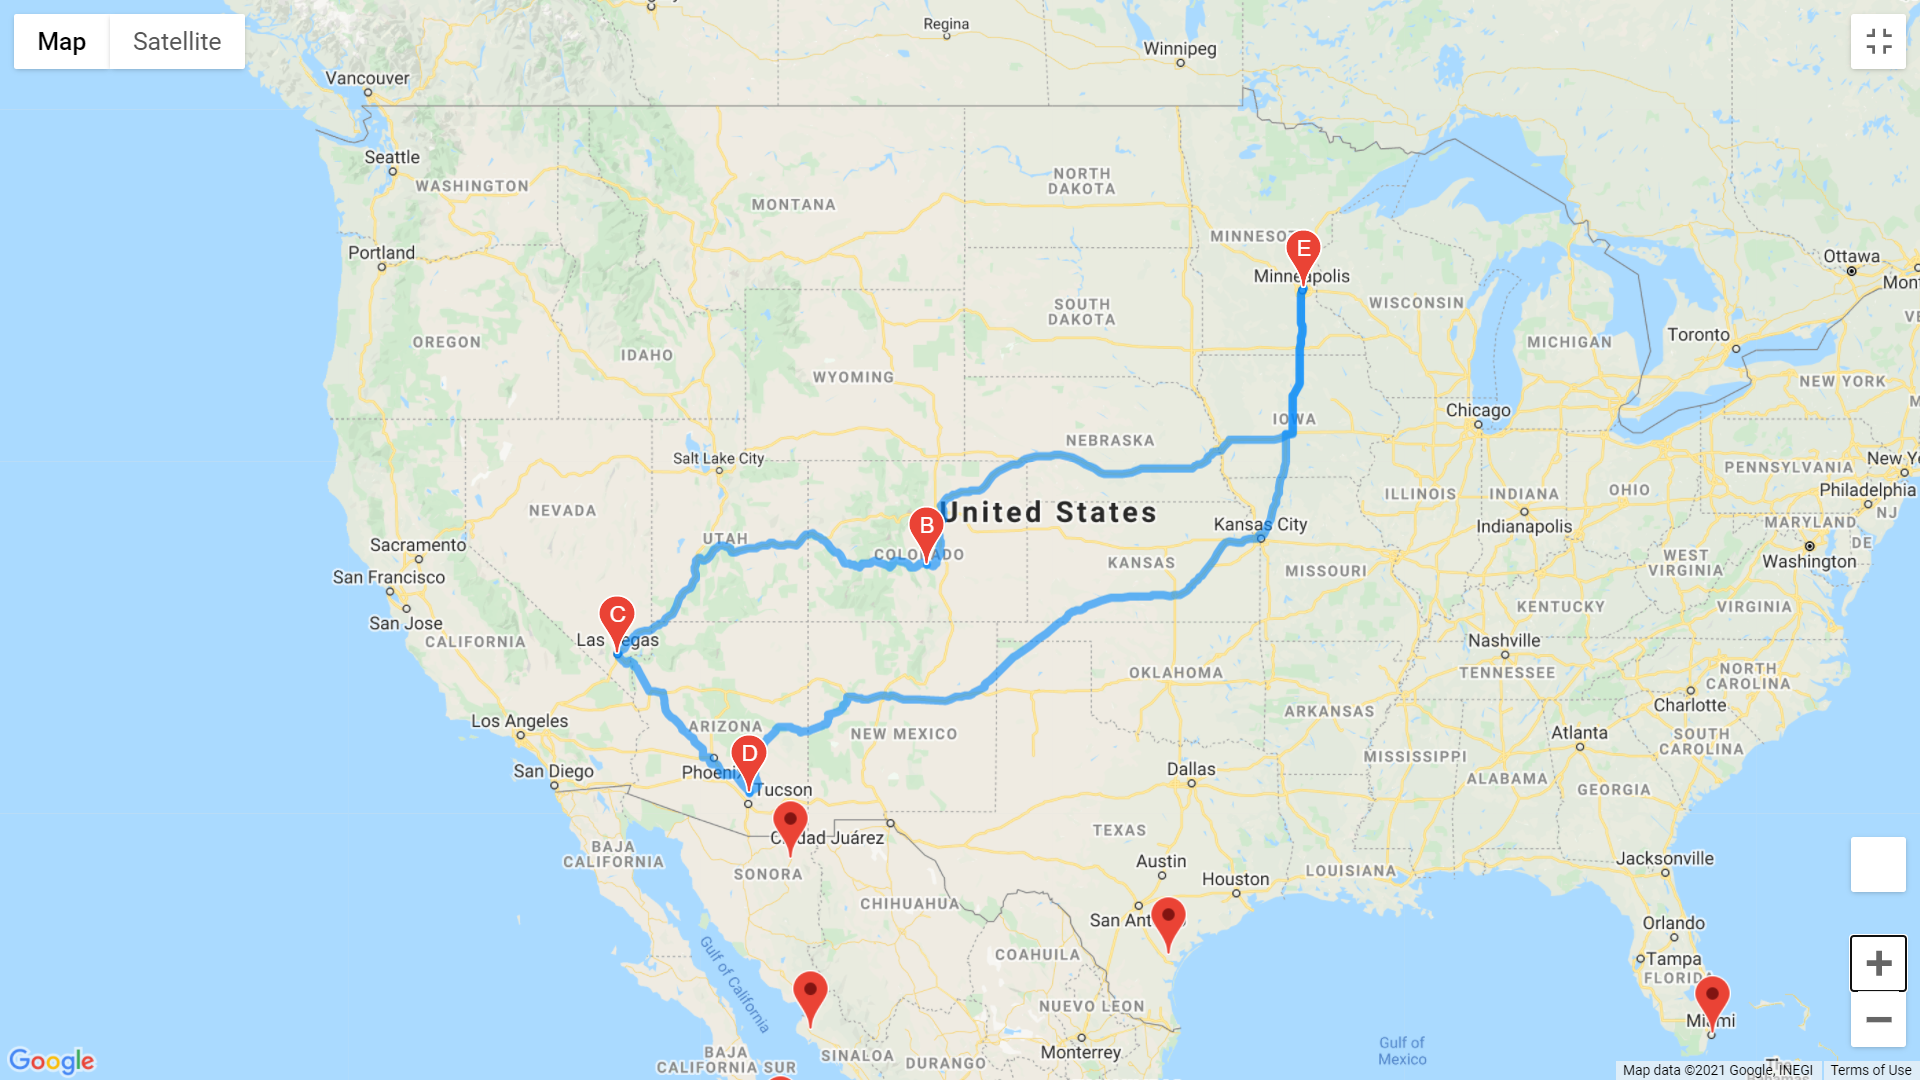 Map
Satellite
Regina
Winnipeg
Vancouver
Seattle
WASHINGTON
NORTH
DAKOTA
MONTANA
Portland
E
Minneapolis
Ottawa
SOUTH
DAKOTA
WISCONSIN
OREGON
IDAHO
MICHIGAN
Toronto
WYOMING
NEW YORK
Chicago
IOWA
NEBRASKA
Salt Lake City
PENNSYLVANIA
Philadelphia
ILLINOIS
INDIANA
OHIO
NEVADA
United States
NJ
B
Kansas City
Indianapolis
MARYLAND
UTAH
Sacramento
COLORADO
KANSAS
WEST
VIRGINIA
DE
Washington
San Francisco
MISSOURI
San Jose
C
KENTUCKY
VIRGINIA
CALIFORNIA
Las Vegas
Nashville
OKLAHOMA
TENNESSEE
NORTH
CAROLINA
Charlotte
Los Angeles
ARIZONA
NEW MEXICO
ARKANSAS
Atlanta
SOUTH
CAROLINA
D
MISSISSIPPI
San Diego
Phoenix
Dallas
ALABAMA
Tucson
GEORGIA
TEXAS
Ciudad Juárez
BAJA
CALIFORNIA
SONORA
Austin
Jacksonville
Houston
LOUISIANA
CHIHUAHUA
San Antonio
Orlando
COAHUILA
Tampa
FLORIDA
Gulf of California
NUEVO LEON
Miami
Gulf of
Mexico
Monterrey
BAJA
CALIFORNIA SUR
SINALOA
DURANGO
Google
Map data ©2021 Google, INEGI
Terms of Use